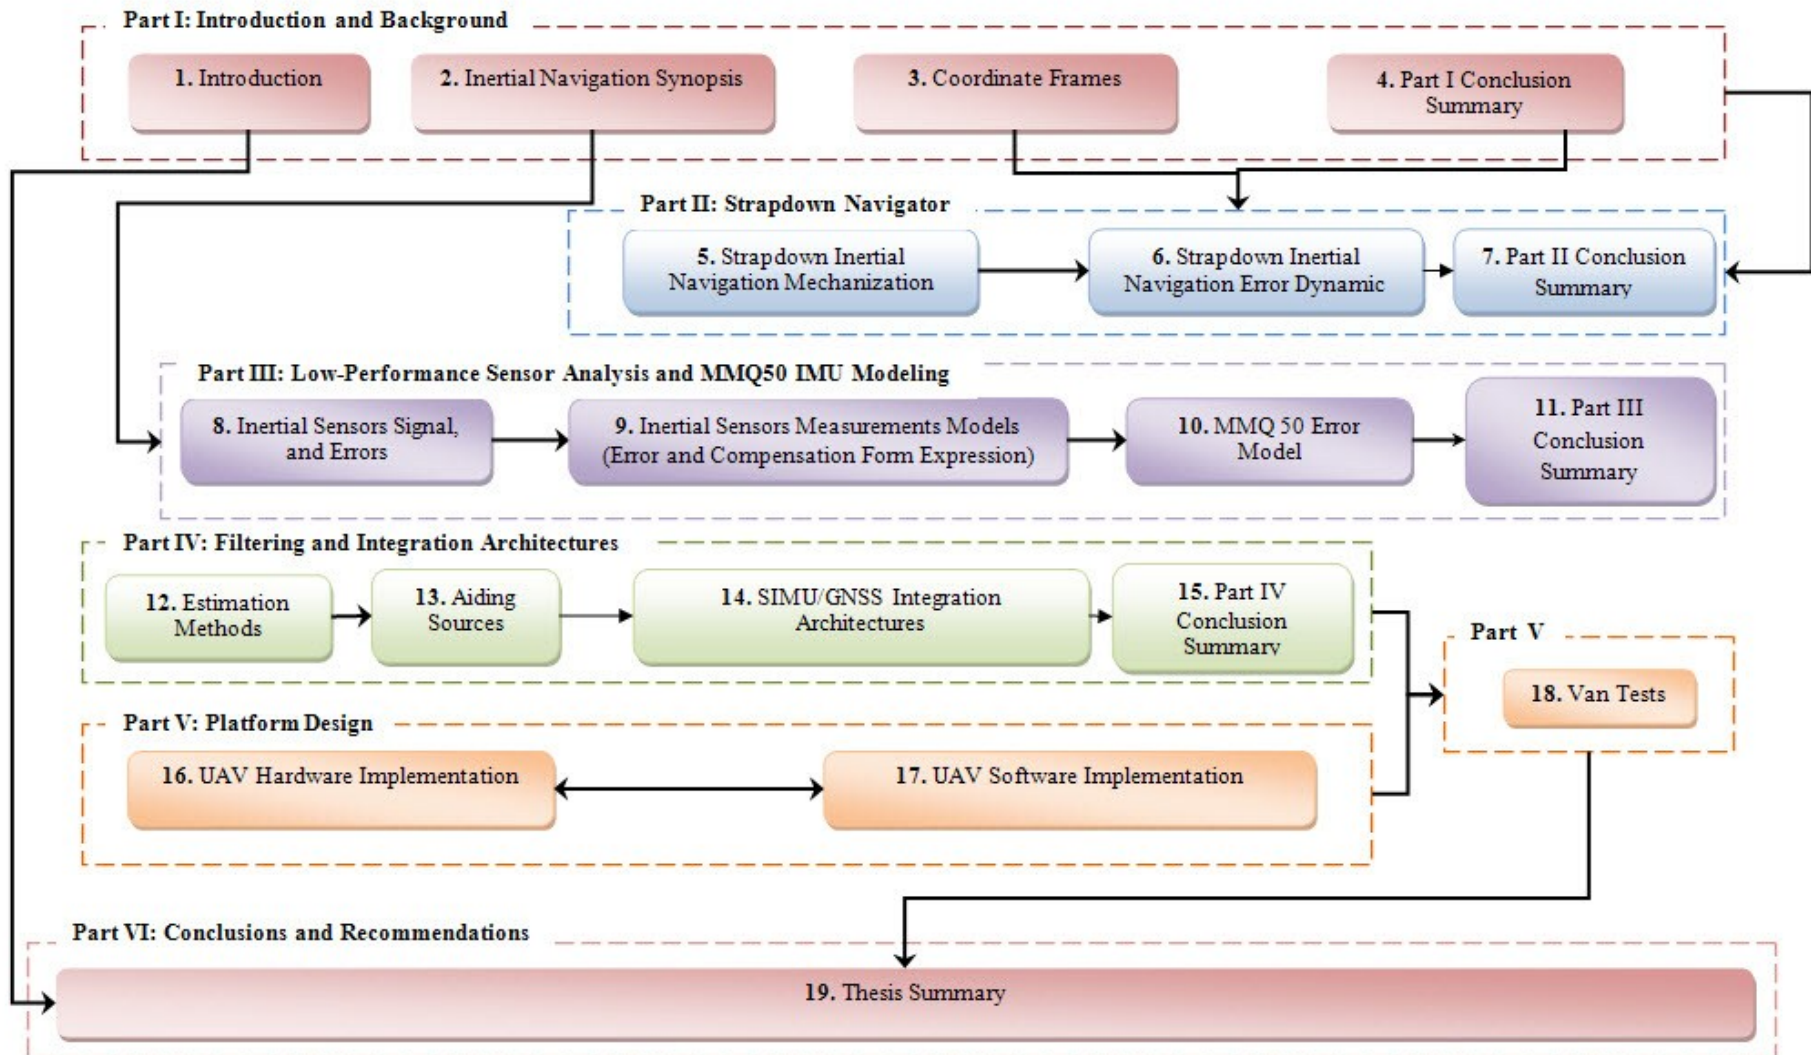 Part I: Introduction and Background
1. Introduction
2. Inertial Navigation Synopsis
3. Coordinate Frames
4. Part I Conclusion
Summary
Part II: Strapdown Navigator
5. Strapdown Inertial
Navigation Mechanization
6. Strapdown Inertial
Navigation Error Dynamic
7. Part II Conclusion
Summary
Part III: Low-Performance Sensor Analysis and MMQ50 IMU Modeling
8. Inertial Sensors Signal,
and Errors
9. Inertial Sensors Measurements Models
(Error and Compensation Form Expression)
10. MMQ 50 Error
Model
11. Part III
Conclusion
Summary
Part IV: Filtering and Integration Architectures
12. Estimation
Methods
13. Aiding
Sources
14. SIMU/GNSS Integration
Architectures
15. Part IV
Conclusion
Summary
Part V
18. Van Tests
Part V: Platform Design
16. UAV Hardware Implementation
17. UAV Software Implementation
Part VI: Conclusions and Recommendations
19. Thesis Summary